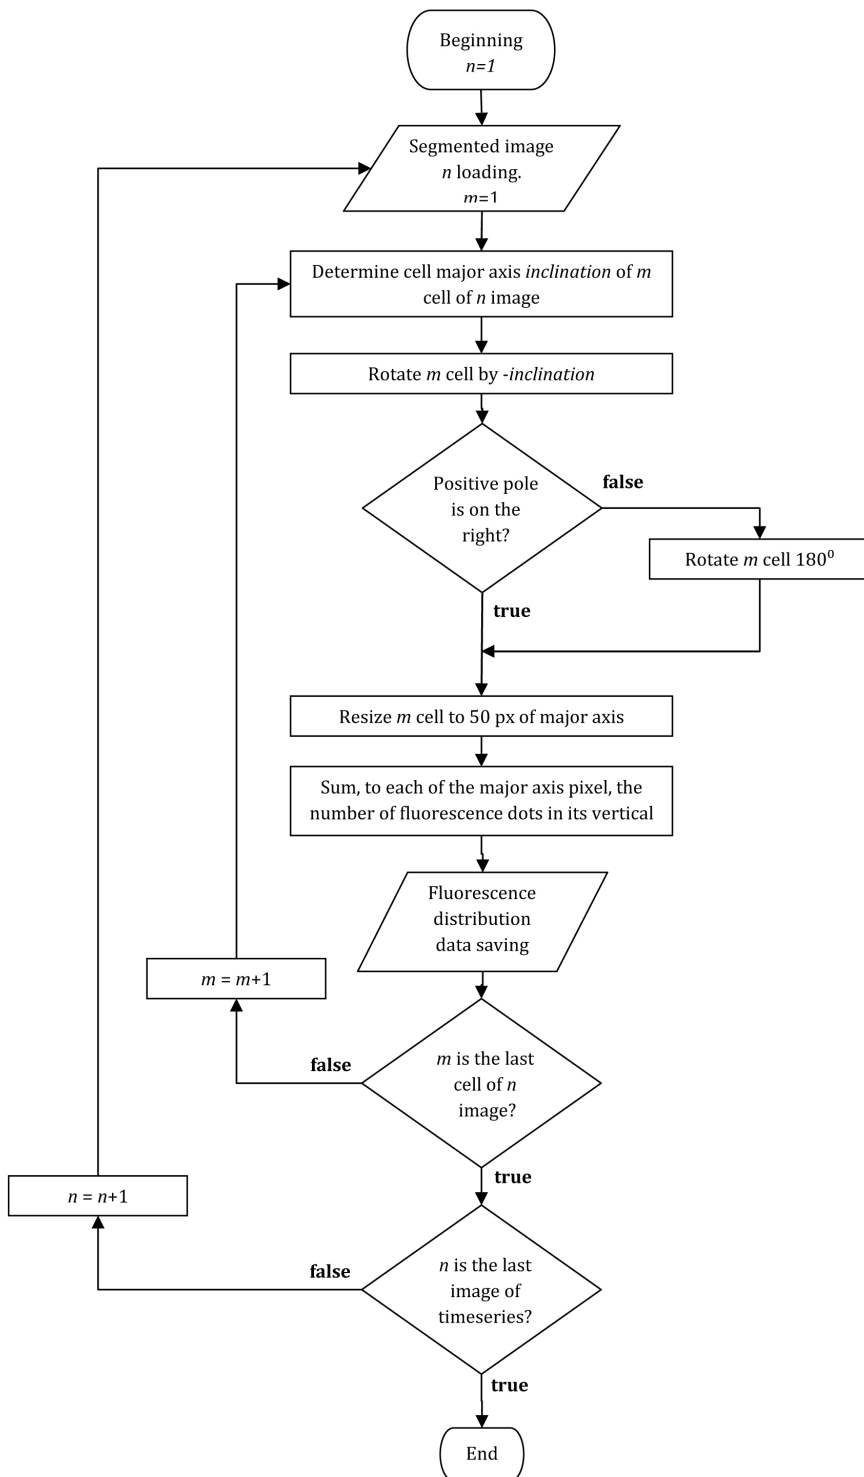 Beginning
n=1
Segmented image
n loading.
m=1
Determine cell major axis inclination of m
cell of n image
Rotate m cell by -inclination
Positive pole
is on the
right?
false
Rotate m cell 180⁰
true
Resize m cell to 50 px of major axis
Sum, to each of the major axis pixel, the
number of fluorescence dots in its vertical
Fluorescence
distribution
data saving
m = m+1
false
m is the last
cell of n
image?
true
n = n+1
false
n is the last
image of
timeseries?
true
End